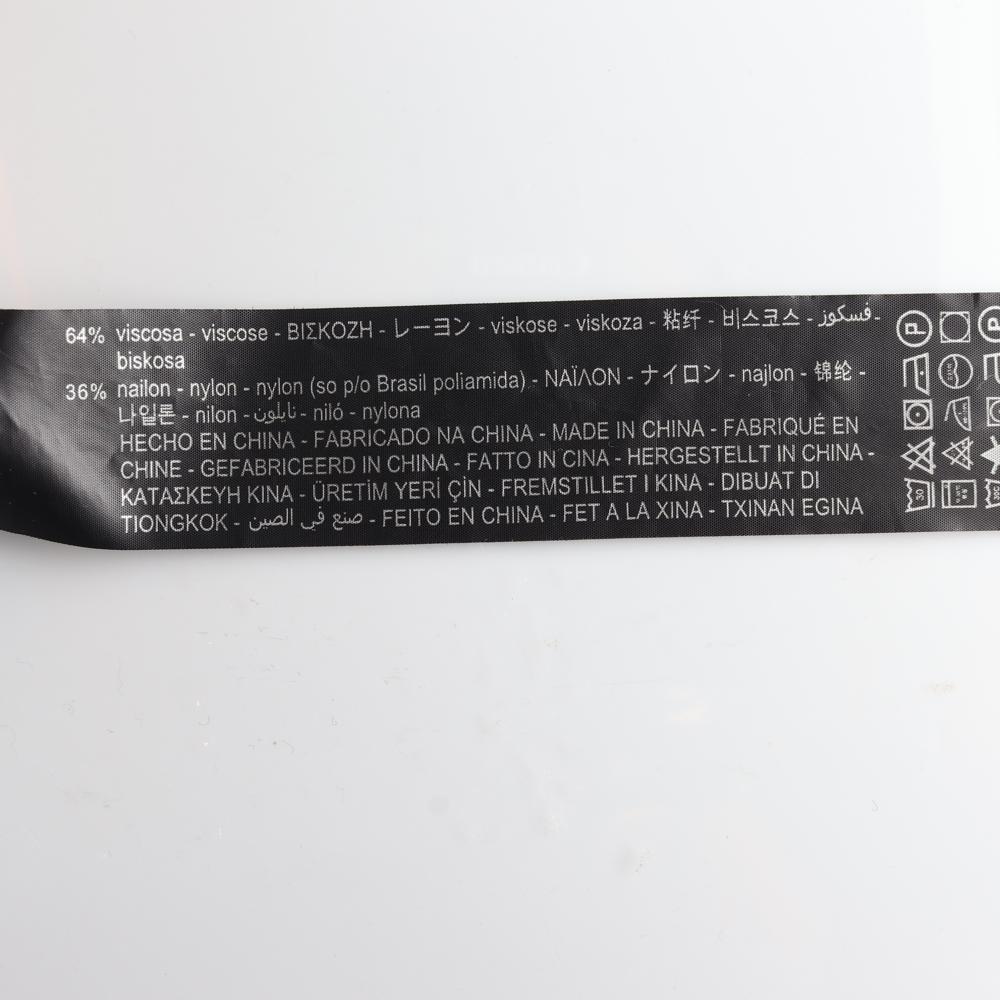 64% viscosa - viscose - ΒΙΣΚΟΖΗ - レーヨン - viskose - viskoza - 粘纤 - 비스코스 - فسكوز -
biskosa
36% nailon - nylon - nylon (so p/o Brasil poliamida) - ΝΑΪΛΟΝ - ナイロン - najlon - 锦纶 -
나일론 - nilon - نايلون - niló - nylona
HECHO EN CHINA - FABRICADO NA CHINA - MADE IN CHINA - FABRIQUÉ EN
CHINE - GEFABRICEERD IN CHINA - FATTO IN CINA - HERGESTELLT IN CHINA -
ΚΑΤΑΣΚΕΥΗ ΚΙΝΑ - ÜRETİM YERİ ÇİN - FREMSTILLET I KINA - DIBUAT DI
TIONGKOK - صنع في الصين - FEITO EN CHINA - FET A LA XINA - TXINAN EGINA
P
P
30
30